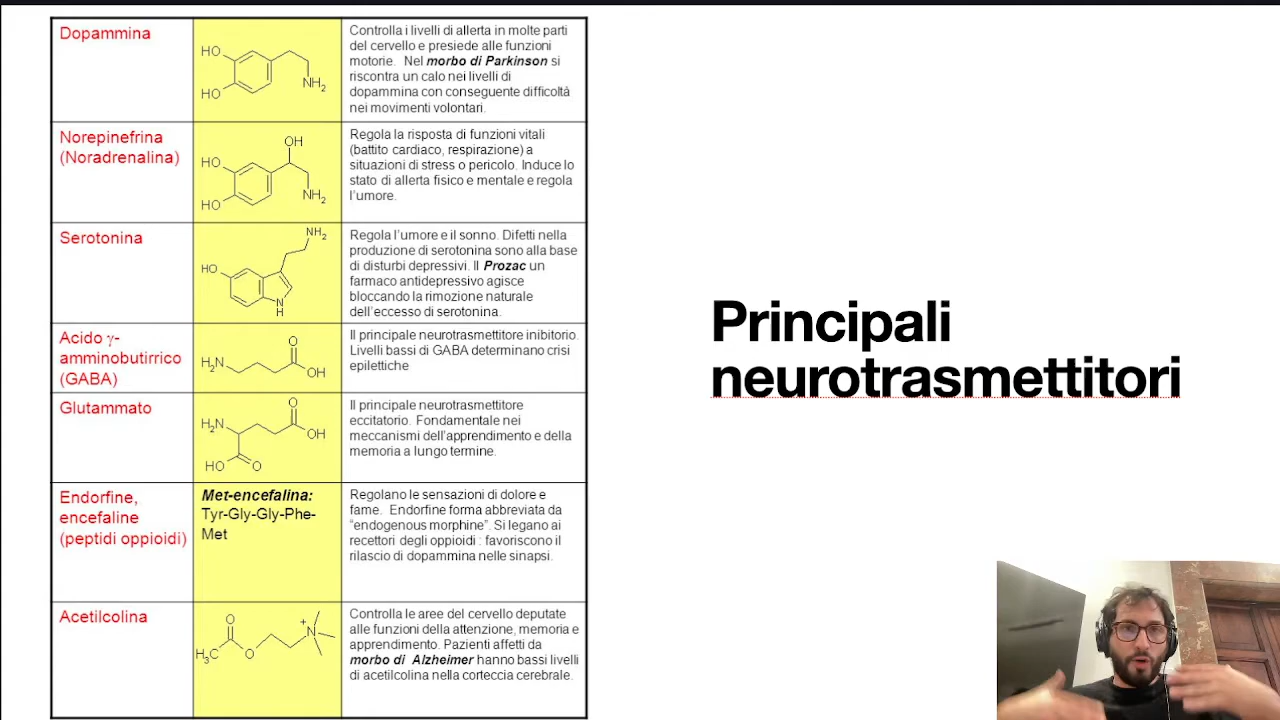 Dopammina
HO
HO
NH2
Controlla i livelli di allerta in molte parti
del cervello e presiede alle funzioni
motorie. Nel morbo di Parkinson si
riscontra un calo nei livelli di
dopammina con conseguente difficoltà
nei movimenti volontari.
Norepinefrina
(Noradrenalina)
OH
HO
HO
NH2
Regola la risposta di funzioni vitali
(battito cardiaco, respirazione) a
situazioni di stress o pericolo. Induce lo
stato di allerta fisico e mentale e regola
l'umore.
Serotonina
NH2
HO
N
H
Regola l'umore e il sonno. Difetti nella
produzione di serotonina sono alla base
di disturbi depressivi. Il Prozac un
farmaco antidepressivo agisce
bloccando la rimozione naturale
dell'eccesso di serotonina.
Acido γ-
amminobutirrico
(GABA)
O
H2N
OH
Il principale neurotrasmettitore inibitorio.
Livelli bassi di GABA determinano crisi
epilettiche
Glutammato
O
H2N
OH
HO
O
Il principale neurotrasmettitore
eccitatorio. Fondamentale nei
meccanismi dell'apprendimento e della
memoria a lungo termine.
Endorfine,
encefaline
(peptidi oppioidi)
Met-encefalina:
Tyr-Gly-Gly-Phe-
Met
Regolano le sensazioni di dolore e
fame. Endorfine forma abbreviata da
"endogenous morphine". Si legano ai
recettori degli oppioidi : favoriscono il
rilascio di dopammina nelle sinapsi.
Acetilcolina
O
H3C
O
N+
Controlla le aree del cervello deputate
alle funzioni della attenzione, memoria e
apprendimento. Pazienti affetti da
morbo di Alzheimer hanno bassi livelli
di acetilcolina nella corteccia cerebrale.
Principali
neurotrasmettitori